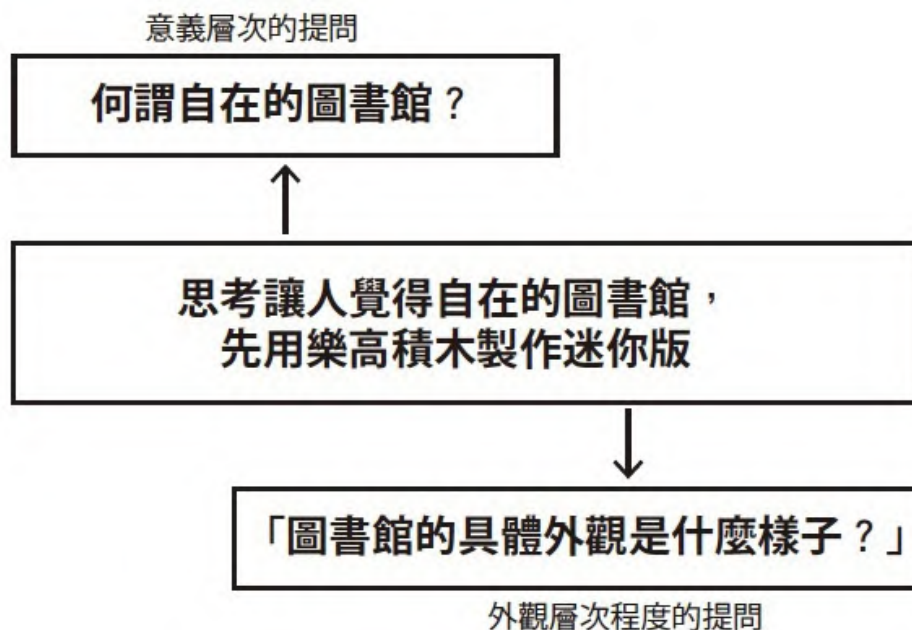 意義層次的提問
何謂自在的圖書館？
思考讓人覺得自在的圖書館，
先用樂高積木製作迷你版
「圖書館的具體外觀是什麼樣子？」
外觀層次程度的提問